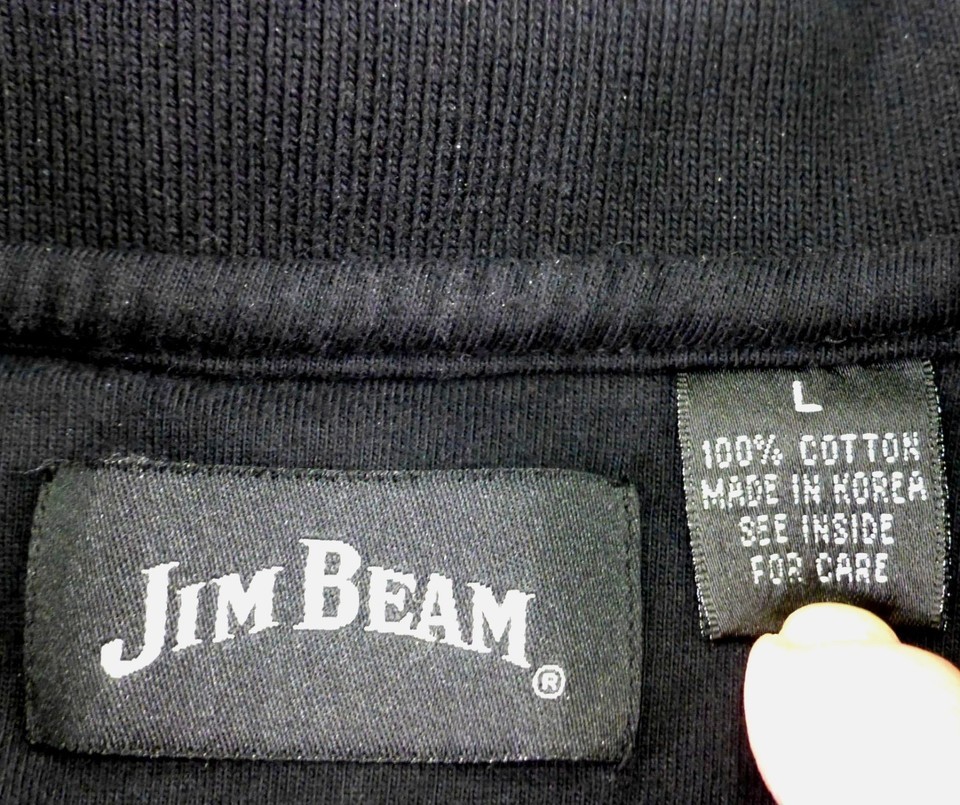 JIM BEAM
®
L
100% COTTON
MADE IN KOREA
SEE INSIDE
FOR CARE